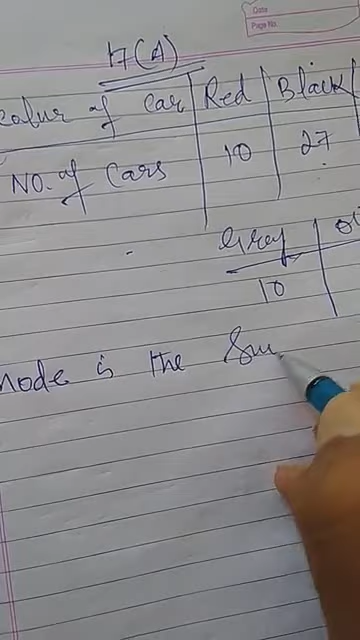 Date
Page No.
17(A)
Colour of Car Red Black
No. of Cars 10 27
Grey
10
mode is the